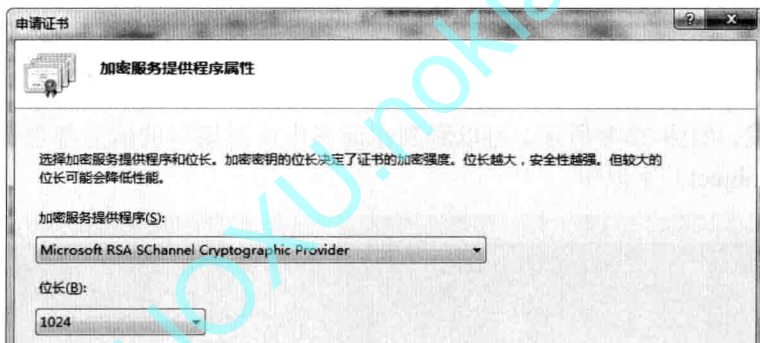 申请证书
加密服务提供程序属性
选择加密服务提供程序和位长。加密密钥的位长决定了证书的加密强度。位长越大，安全性越强。但较大的
位长可能会降低性能。
加密服务提供程序(S):
Microsoft RSA SChannel Cryptographic Provider
位长(B):
1024